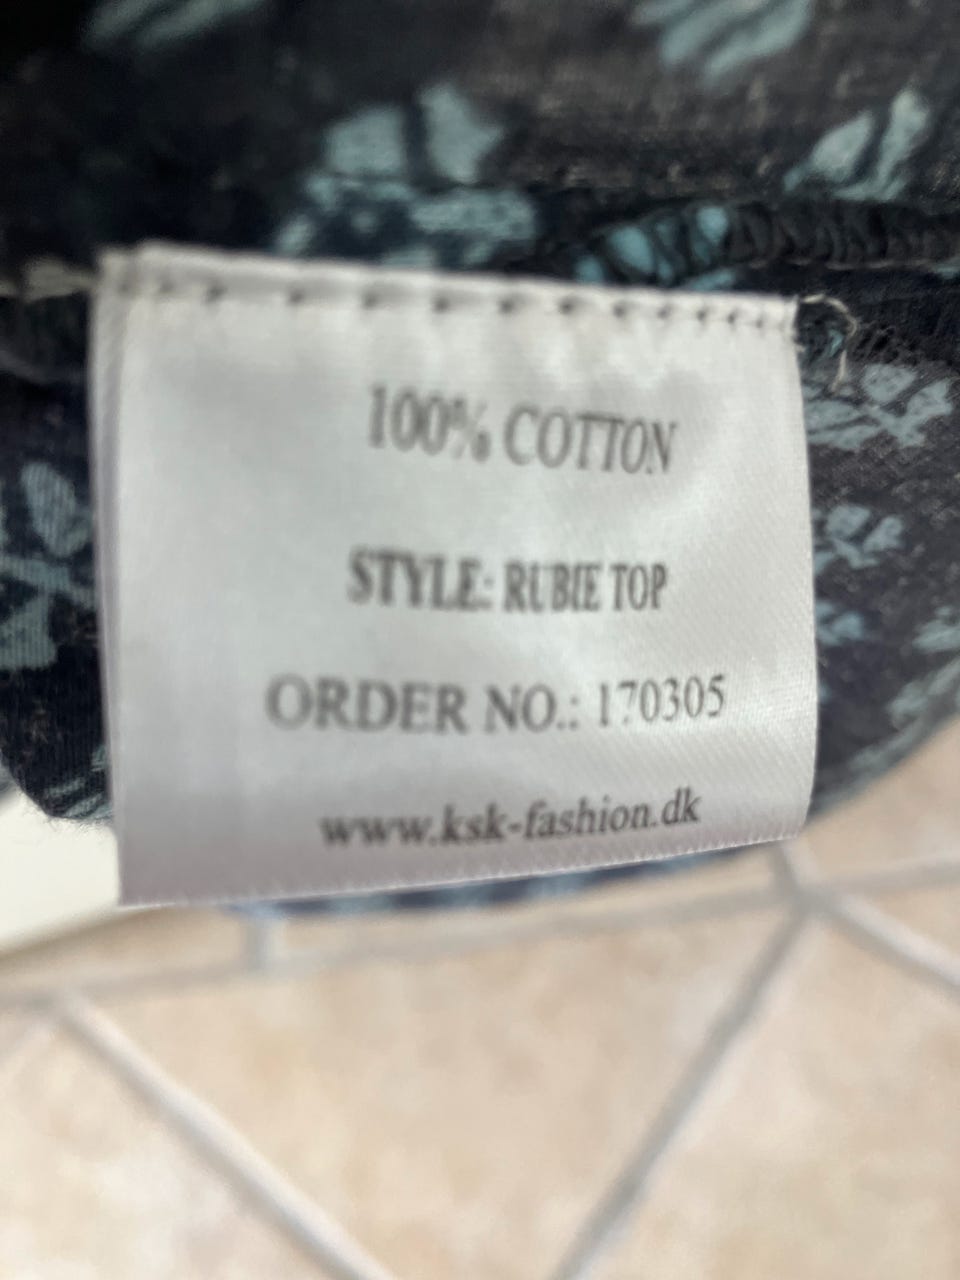 100% COTTON
STYLE: RUBIE TOP
ORDER NO.: 170305
www.ksk-fashion.dk